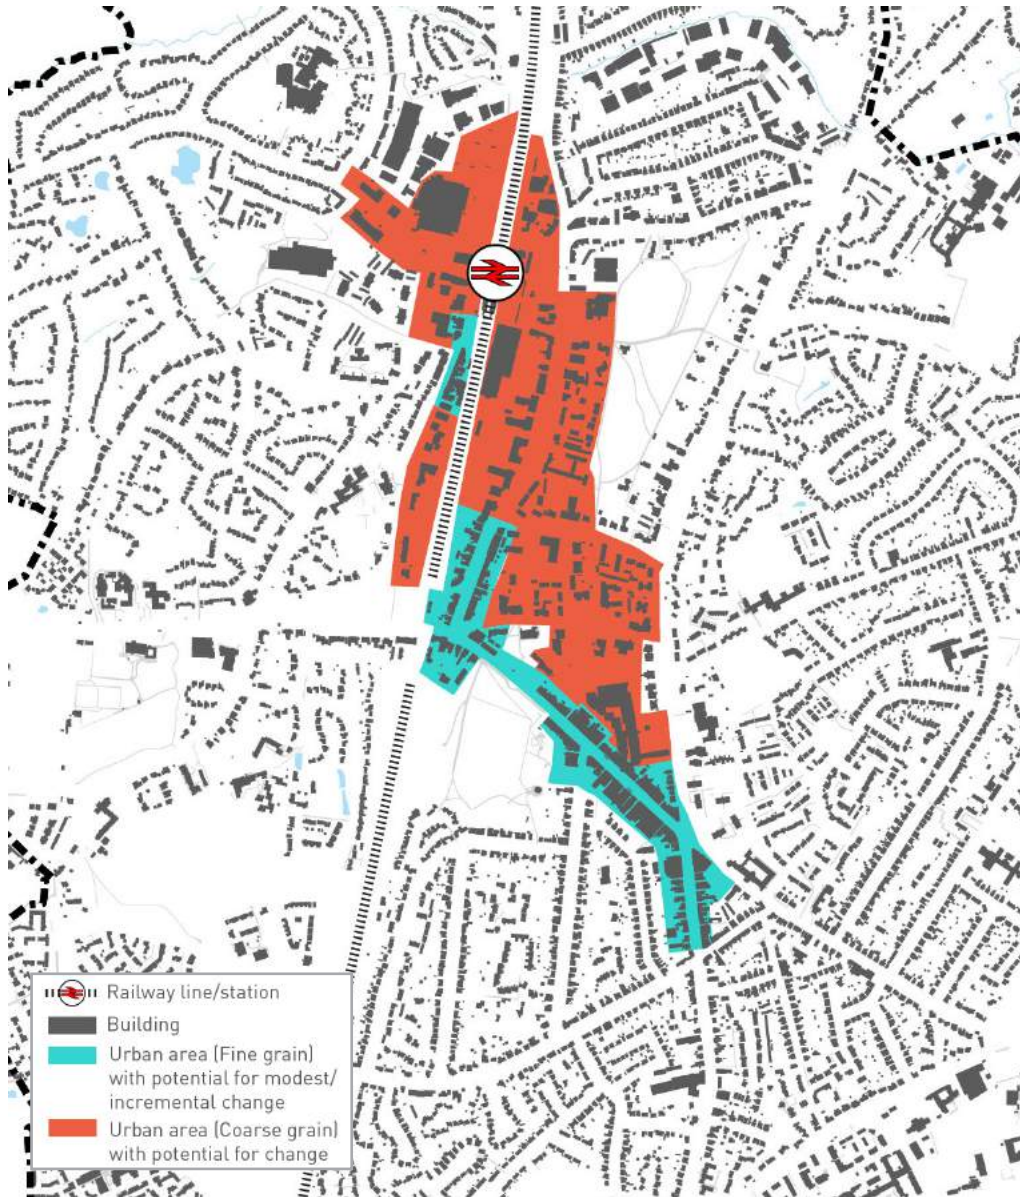 Railway line/station
Building
Urban area (Fine grain)
with potential for modest/
incremental change
Urban area (Coarse grain)
with potential for change